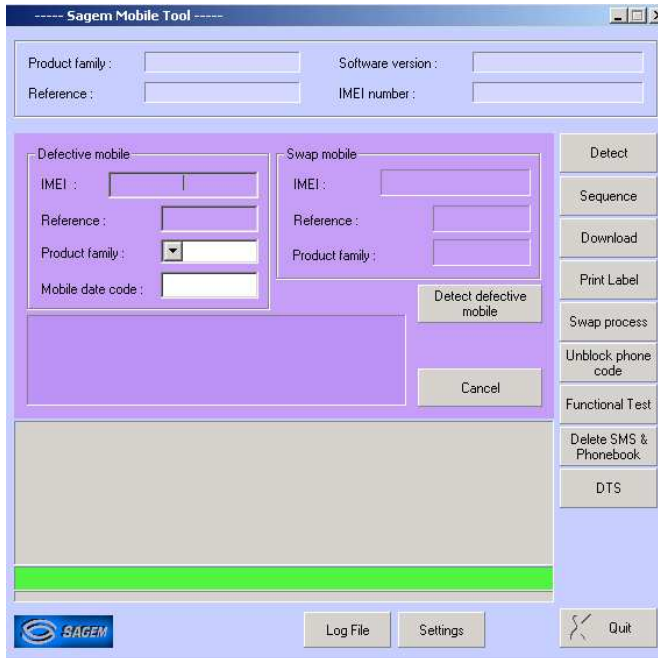 ----- Sagem Mobile Tool -----
Product family :
Software version :
Reference :
IMEI number :
Defective mobile
IMEI :
Reference :
Product family :
Mobile date code :
Swap mobile
IMEI :
Reference :
Product family :
Detect defective
mobile
Cancel
Detect
Sequence
Download
Print Label
Swap process
Unblock phone
code
Functional Test
Delete SMS &
Phonebook
DTS
SAGEM
Log File
Settings
Quit